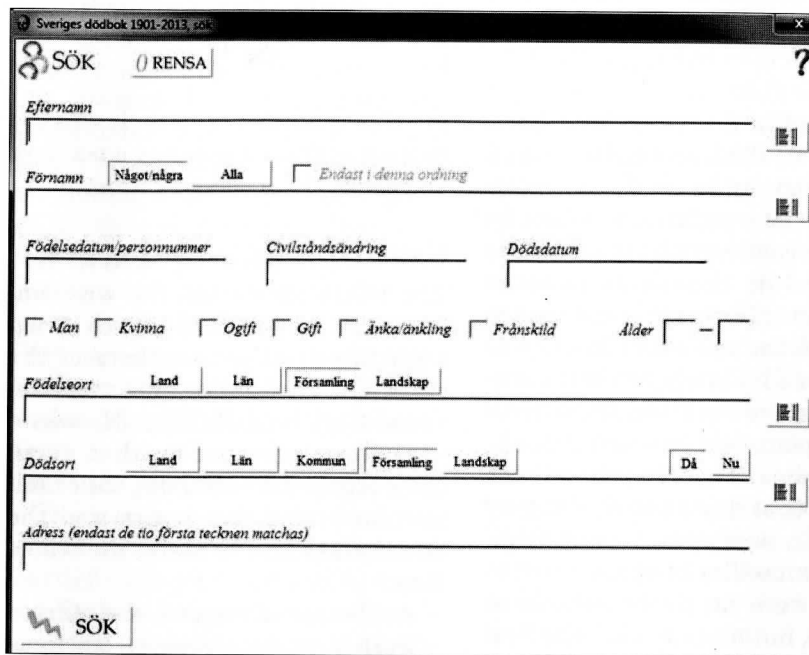 Sveriges dödbok 1901-2013, sök
SÖK () RENSA ?
Efternamn
Förnamn Något/några Alla Endast i denna ordning
Födelsedatum/personnummer Civilståndsändring Dödsdatum
Man Kvinna Ogift Gift Änka/änkling Frånskild Ålder –
Födelseort Land Län Församling Landskap
Dödsort Land Län Kommun Församling Landskap Då Nu
Adress (endast de tio första tecknen matchas)
SÖK